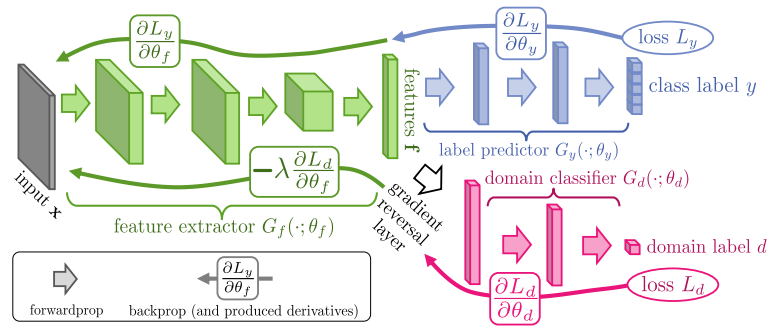 ∂L_y/∂θ_f
∂L_y/∂θ_y
loss L_y
features f
class label y
label predictor G_y(·;θ_y)
−λ ∂L_d/∂θ_f
input x
feature extractor G_f(·;θ_f)
gradient
reversal
layer
domain classifier G_d(·;θ_d)
domain label d
∂L_d/∂θ_d
loss L_d
forwardprop
∂L_y/∂θ_f
backprop (and produced derivatives)